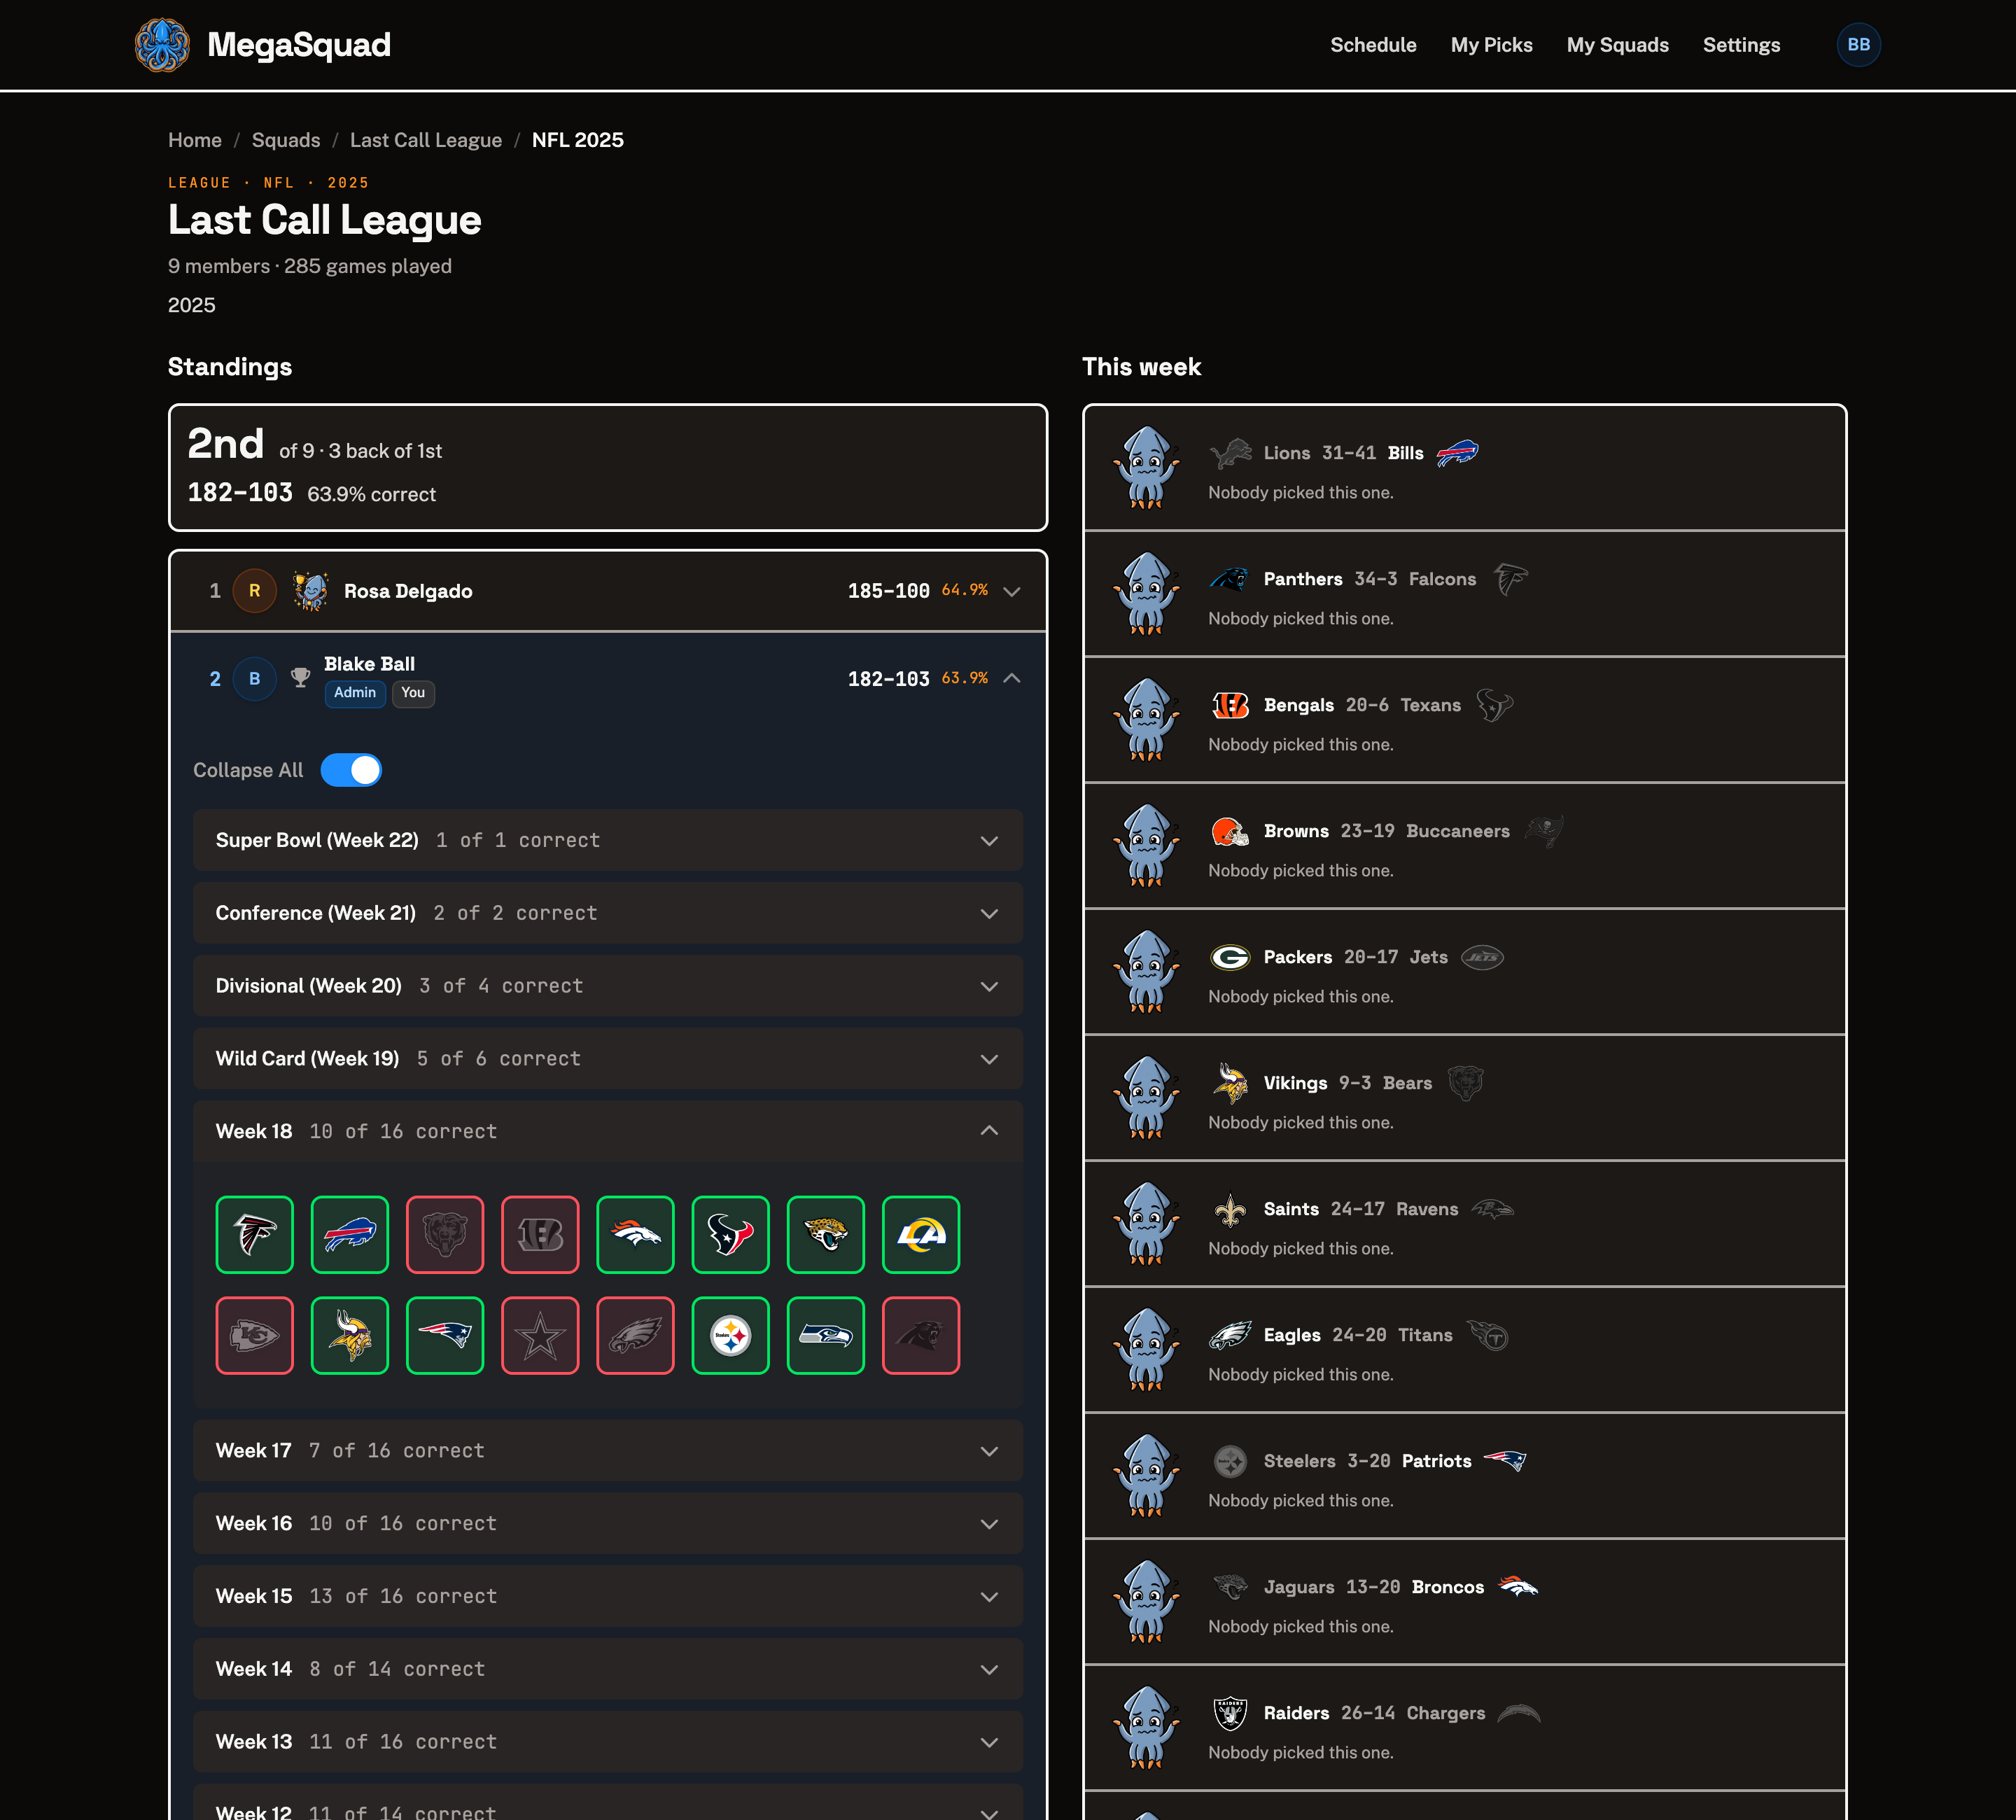 MegaSquad
Schedule My Picks My Squads Settings BB
Home / Squads / Last Call League / NFL 2025
LEAGUE · NFL · 2025
Last Call League
9 members · 285 games played
2025
Standings
2nd of 9 · 3 back of 1st
182–103 63.9% correct
1 R Rosa Delgado 185–100 64.9%
2 B Blake Ball 182–103 63.9%
Admin You
Collapse All
Super Bowl (Week 22) 1 of 1 correct
Conference (Week 21) 2 of 2 correct
Divisional (Week 20) 3 of 4 correct
Wild Card (Week 19) 5 of 6 correct
Week 18 10 of 16 correct
Week 17 7 of 16 correct
Week 16 10 of 16 correct
Week 15 13 of 16 correct
Week 14 8 of 14 correct
Week 13 11 of 16 correct
Week 12 11 of 14 correct
This week
Lions 31–41 Bills
Nobody picked this one.
Panthers 34–3 Falcons
Nobody picked this one.
Bengals 20–6 Texans
Nobody picked this one.
Browns 23–19 Buccaneers
Nobody picked this one.
Packers 20–17 Jets
Nobody picked this one.
Vikings 9–3 Bears
Nobody picked this one.
Saints 24–17 Ravens
Nobody picked this one.
Eagles 24–20 Titans
Nobody picked this one.
Steelers 3–20 Patriots
Nobody picked this one.
Jaguars 13–20 Broncos
Nobody picked this one.
Raiders 26–14 Chargers
Nobody picked this one.